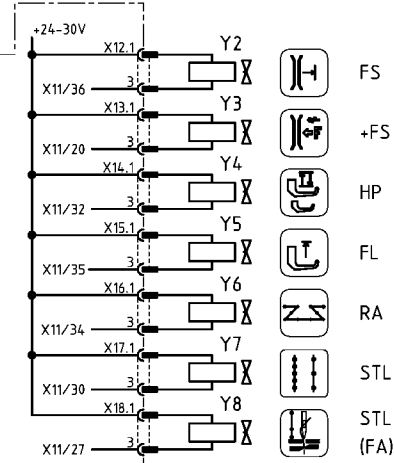 +24-30V
X12.1 Y2
FS
X11/36 3
X13.1 Y3
+F +FS
X11/20 3
X14.1 Y4
HP
X11/32 3
X15.1 Y5
FL
X11/35 3
X16.1 Y6
RA
X11/34 3
X17.1 Y7
STL
X11/30 3
X18.1 Y8
STL
(FA)
X11/27 3